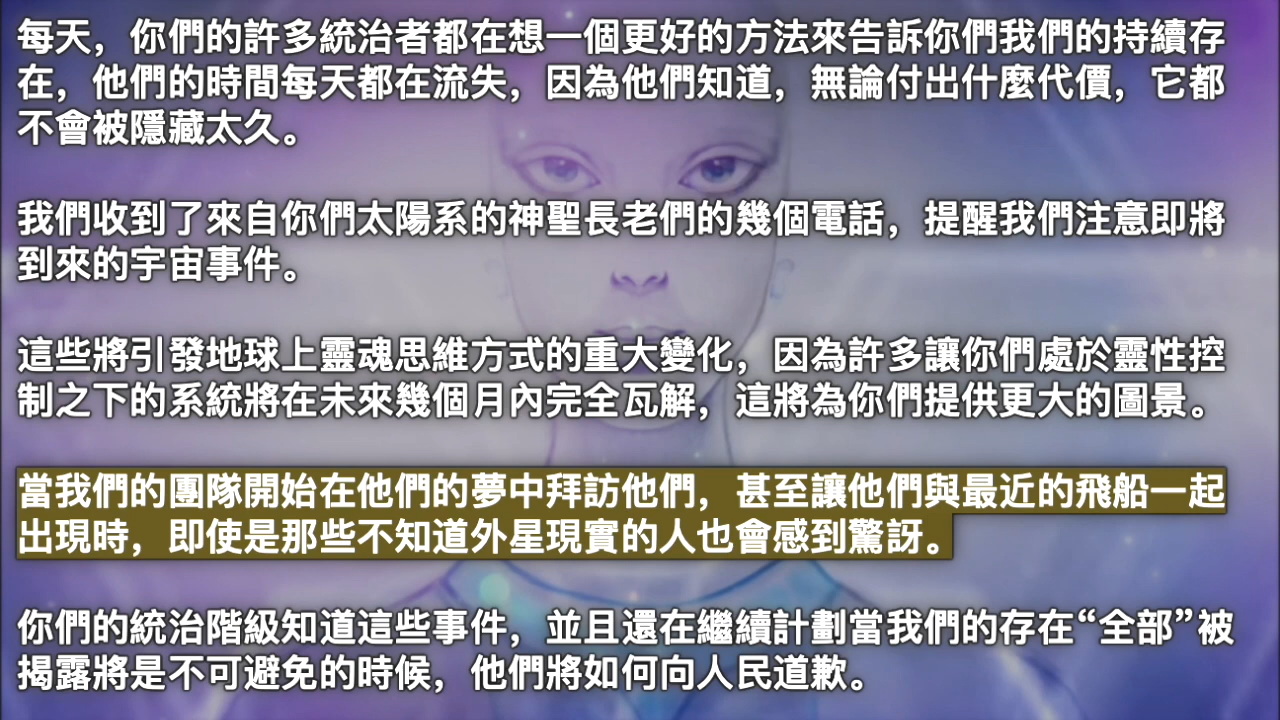 每天，你們的許多統治者都在想一個更好的方法來告訴你們我們的持續存
在，他們的時間每天都在流失，因為他們知道，無論付出什麼代價，它都
不會被隱藏太久。
我們收到了來自你們太陽系的神聖長老們的幾個電話，提醒我們注意即將
到來的宇宙事件。
這些將引發地球上靈魂思維方式的重大變化，因為許多讓你們處於靈性控
制之下的系統將在未來幾個月內完全瓦解，這將為你們提供更大的圖景。
當我們的團隊開始在他們的夢中拜訪他們，甚至讓他們與最近的飛船一起
出現時，即使是那些不知道外星現實的人也會感到驚訝。
你們的統治階級知道這些事件，並且還在繼續計劃當我們的存在“全部”被
揭露將是不可避免的時候，他們將如何向人民道歉。